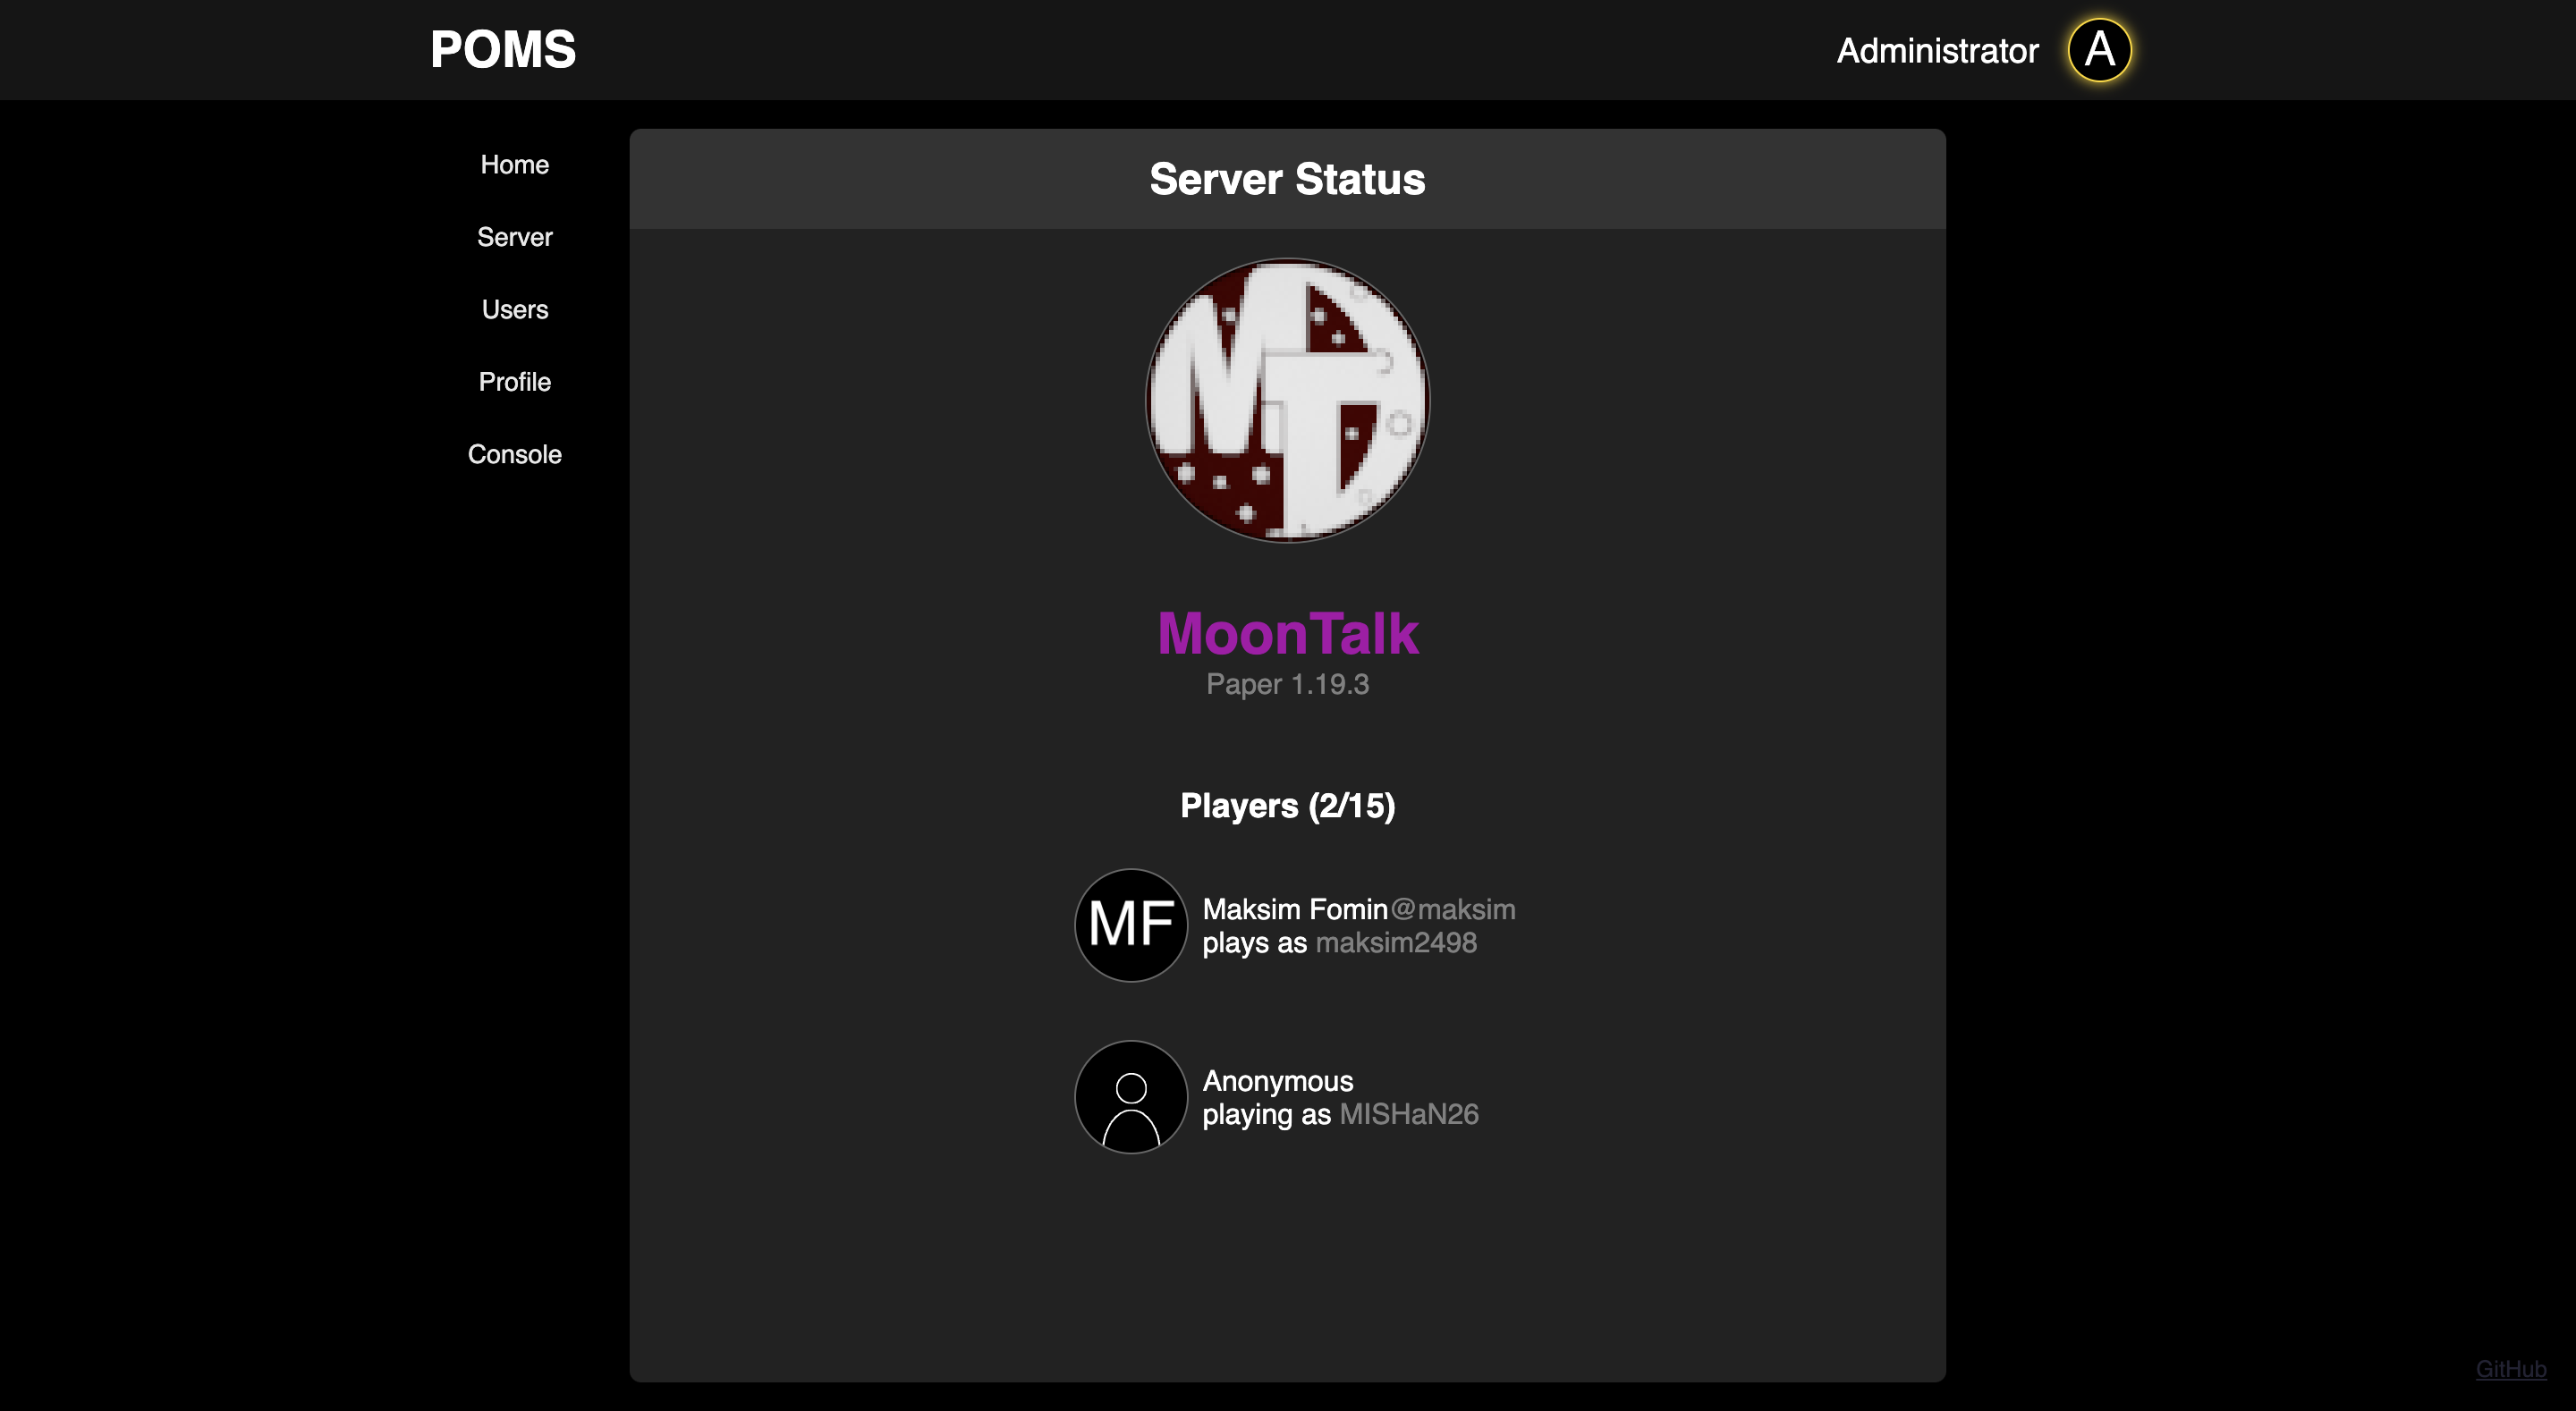 POMS
Administrator
A
Home
Server
Users
Profile
Console
Server Status
MT
MoonTalk
Paper 1.19.3
Players (2/15)
MF
Maksim Fomin@maksim
plays as maksim2498
Anonymous
playing as MISHaN26
GitHub